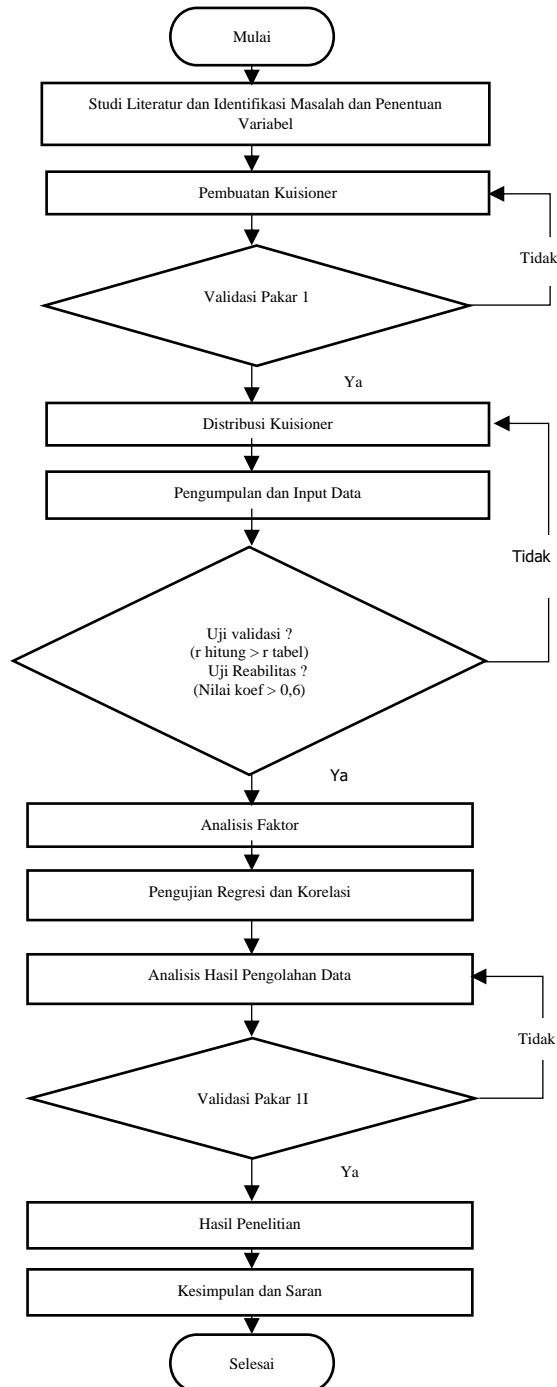 Mulai
Studi Literatur dan Identifikasi Masalah dan Penentuan
Variabel
Pembuatan Kuisioner
Tidak
Validasi Pakar 1
Ya
Distribusi Kuisioner
Pengumpulan dan Input Data
Tidak
Uji validasi ?
(r hitung > r tabel)
Uji Reabilitas ?
(Nilai koef > 0,6)
Ya
Analisis Faktor
Pengujian Regresi dan Korelasi
Analisis Hasil Pengolahan Data
Tidak
Validasi Pakar 1I
Ya
Hasil Penelitian
Kesimpulan dan Saran
Selesai